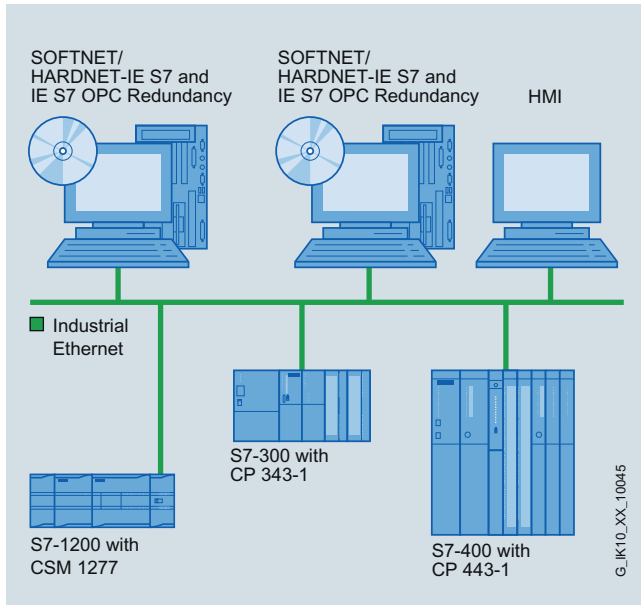 SOFTNET/
HARDNET-IE S7 and
IE S7 OPC Redundancy
SOFTNET/
HARDNET-IE S7 and
IE S7 OPC Redundancy
HMI
Industrial
Ethernet
S7-300 with
CP 343-1
S7-1200 with
CSM 1277
S7-400 with
CP 443-1
G_IK10_XX_10045